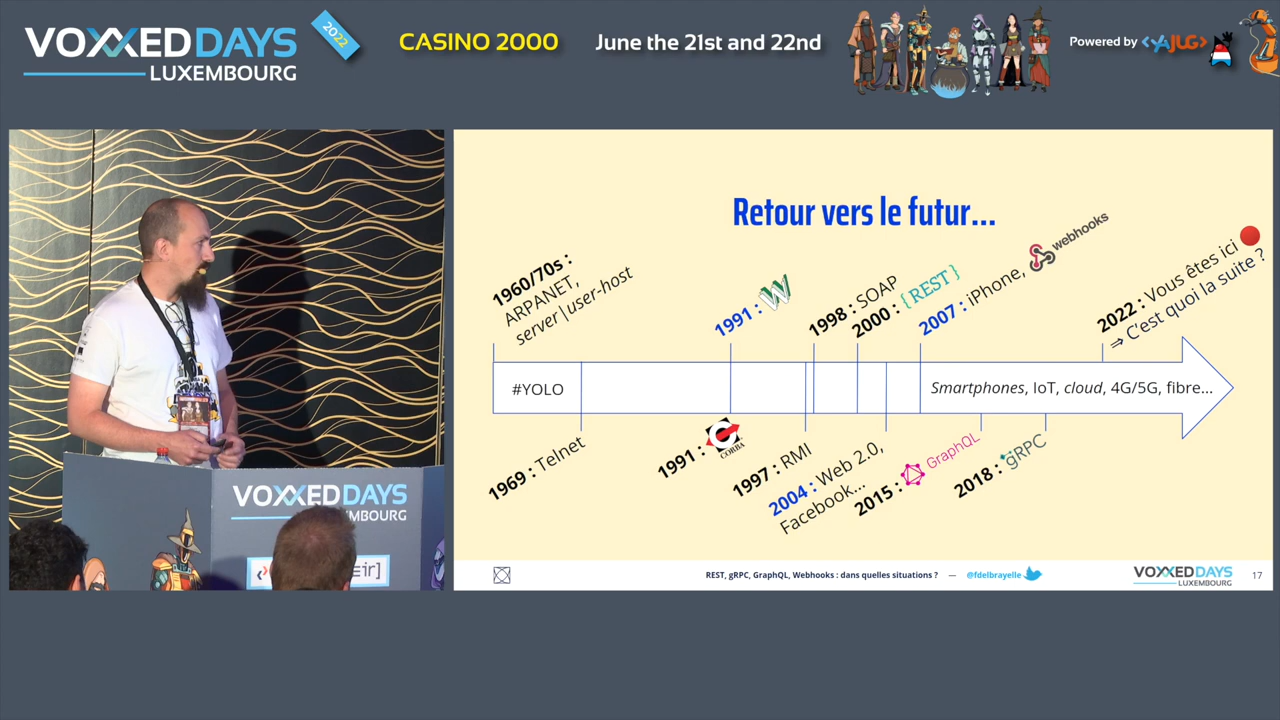 VOXXED DAYS
LUXEMBOURG
2022
CASINO 2000
June the 21st and 22nd
Powered by <YAJUG>
VOXXED DAYS
MBOURG
eir]
Retour vers le futur...
1960/70s :
ARPANET,
server|user-host
1991 : W
1998 : SOAP
2000 : { REST }
2007 : iPhone, webhooks
2022 : Vous êtes ici
⇒ C'est quoi la suite ?
#YOLO
Smartphones, IoT, cloud, 4G/5G, fibre...
1969 : Telnet
1991 : CORBA
1997 : RMI
2004 : Web 2.0,
Facebook...
2015 : GraphQL
2018 : gRPC
REST, gRPC, GraphQL, Webhooks : dans quelles situations ? — @fdelbrayelle
VOXXED DAYS
LUXEMBOURG
17